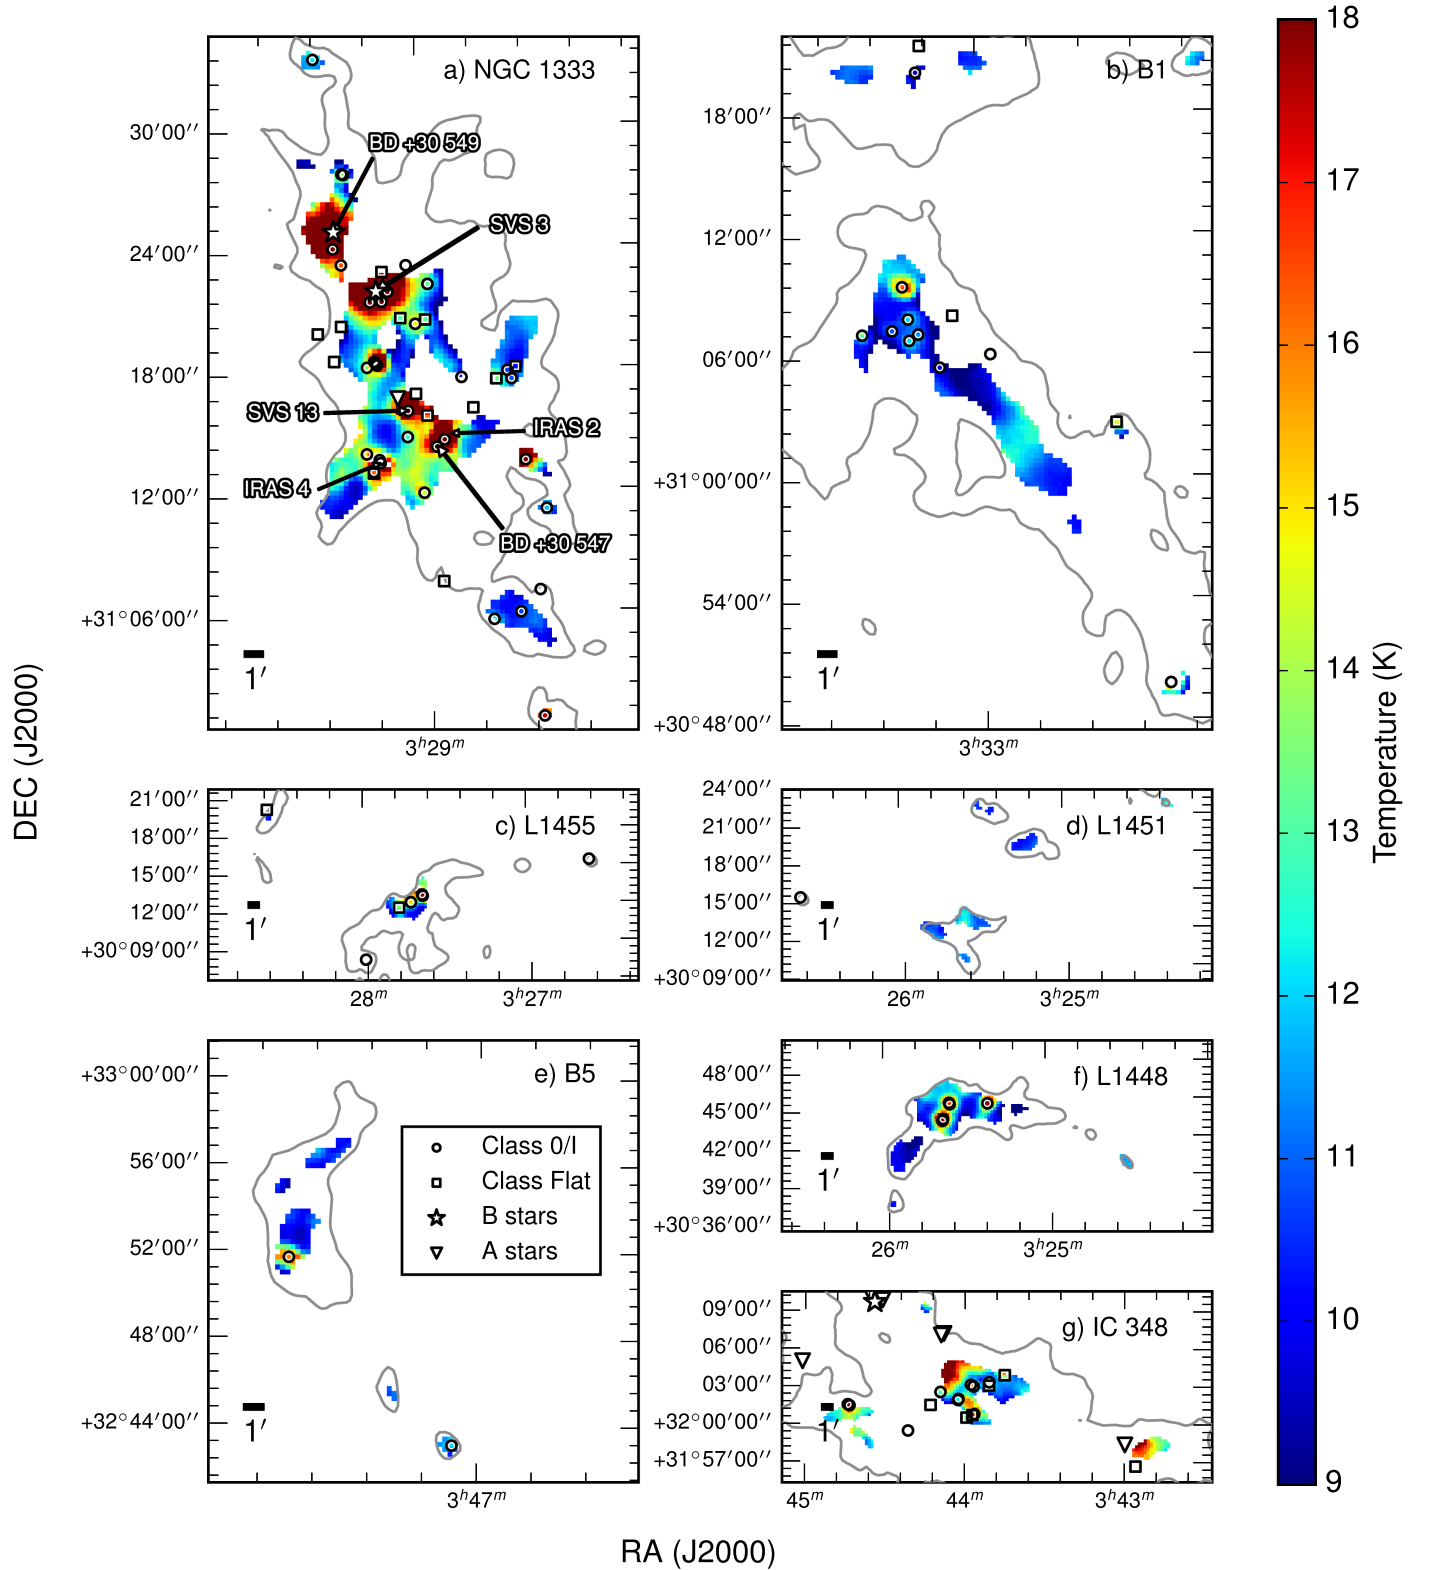 a) NGC 1333
30′00″
24′00″
18′00″
12′00″
+31°06′00″
BD +30 549
SVS 3
SVS 13
IRAS 2
IRAS 4
BD +30 547
1′
3ʰ29ᵐ
b) B1
18′00″
12′00″
06′00″
+31°00′00″
54′00″
+30°48′00″
1′
3ʰ33ᵐ
c) L1455
21′00″
18′00″
15′00″
12′00″
+30°09′00″
1′
28ᵐ 3ʰ27ᵐ
d) L1451
24′00″
21′00″
18′00″
15′00″
12′00″
+30°09′00″
1′
26ᵐ 3ʰ25ᵐ
e) B5
+33°00′00″
56′00″
52′00″
48′00″
+32°44′00″
Class 0/I
Class Flat
B stars
A stars
1′
3ʰ47ᵐ
f) L1448
48′00″
45′00″
42′00″
39′00″
+30°36′00″
1′
26ᵐ 3ʰ25ᵐ
g) IC 348
09′00″
06′00″
03′00″
+32°00′00″
+31°57′00″
1′
45ᵐ 44ᵐ 3ʰ43ᵐ
DEC (J2000)
RA (J2000)
18
17
16
15
14
13
12
11
10
9
Temperature (K)